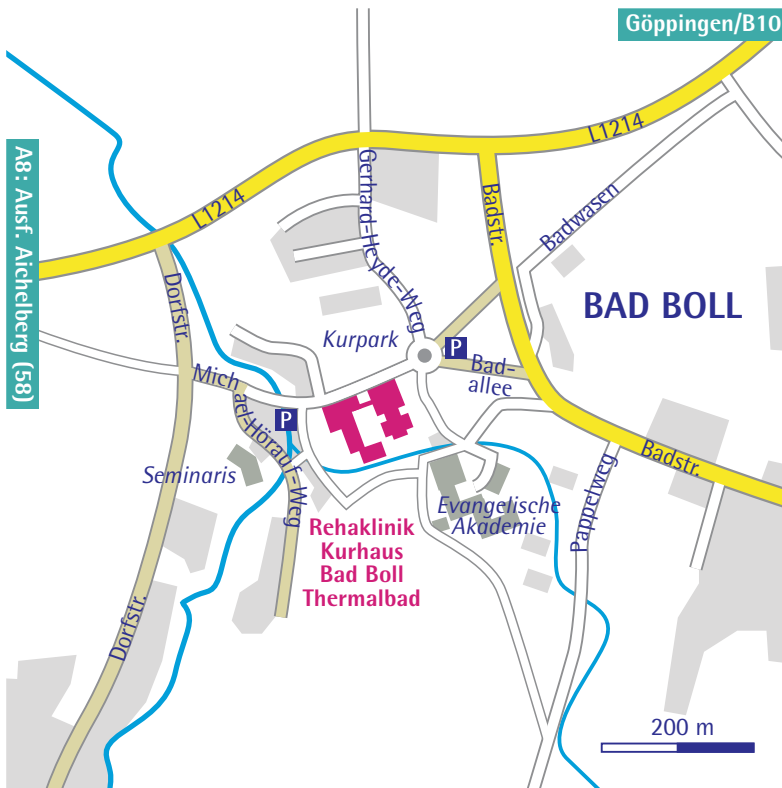 Göppingen/B10
A8: Ausf. Aichelberg (58)
L1214
L1214
Gerhard-Heyde-Weg
Badstr.
Badwasen
BAD BOLL
Dorfstr.
Kurpark
P
Bad-
allee
Michael-Hörauf-Weg
P
Seminaris
Badstr.
Pappelweg
Evangelische
Akademie
Rehaklinik
Kurhaus
Bad Boll
Thermalbad
Dorfstr.
200 m